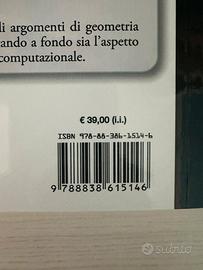 li argomenti di geometria
ando a fondo sia l'aspetto
computazionale.
€ 39,00 (i.i.)
ISBN 978-88-386-1514-6
9 788838 615146
subito